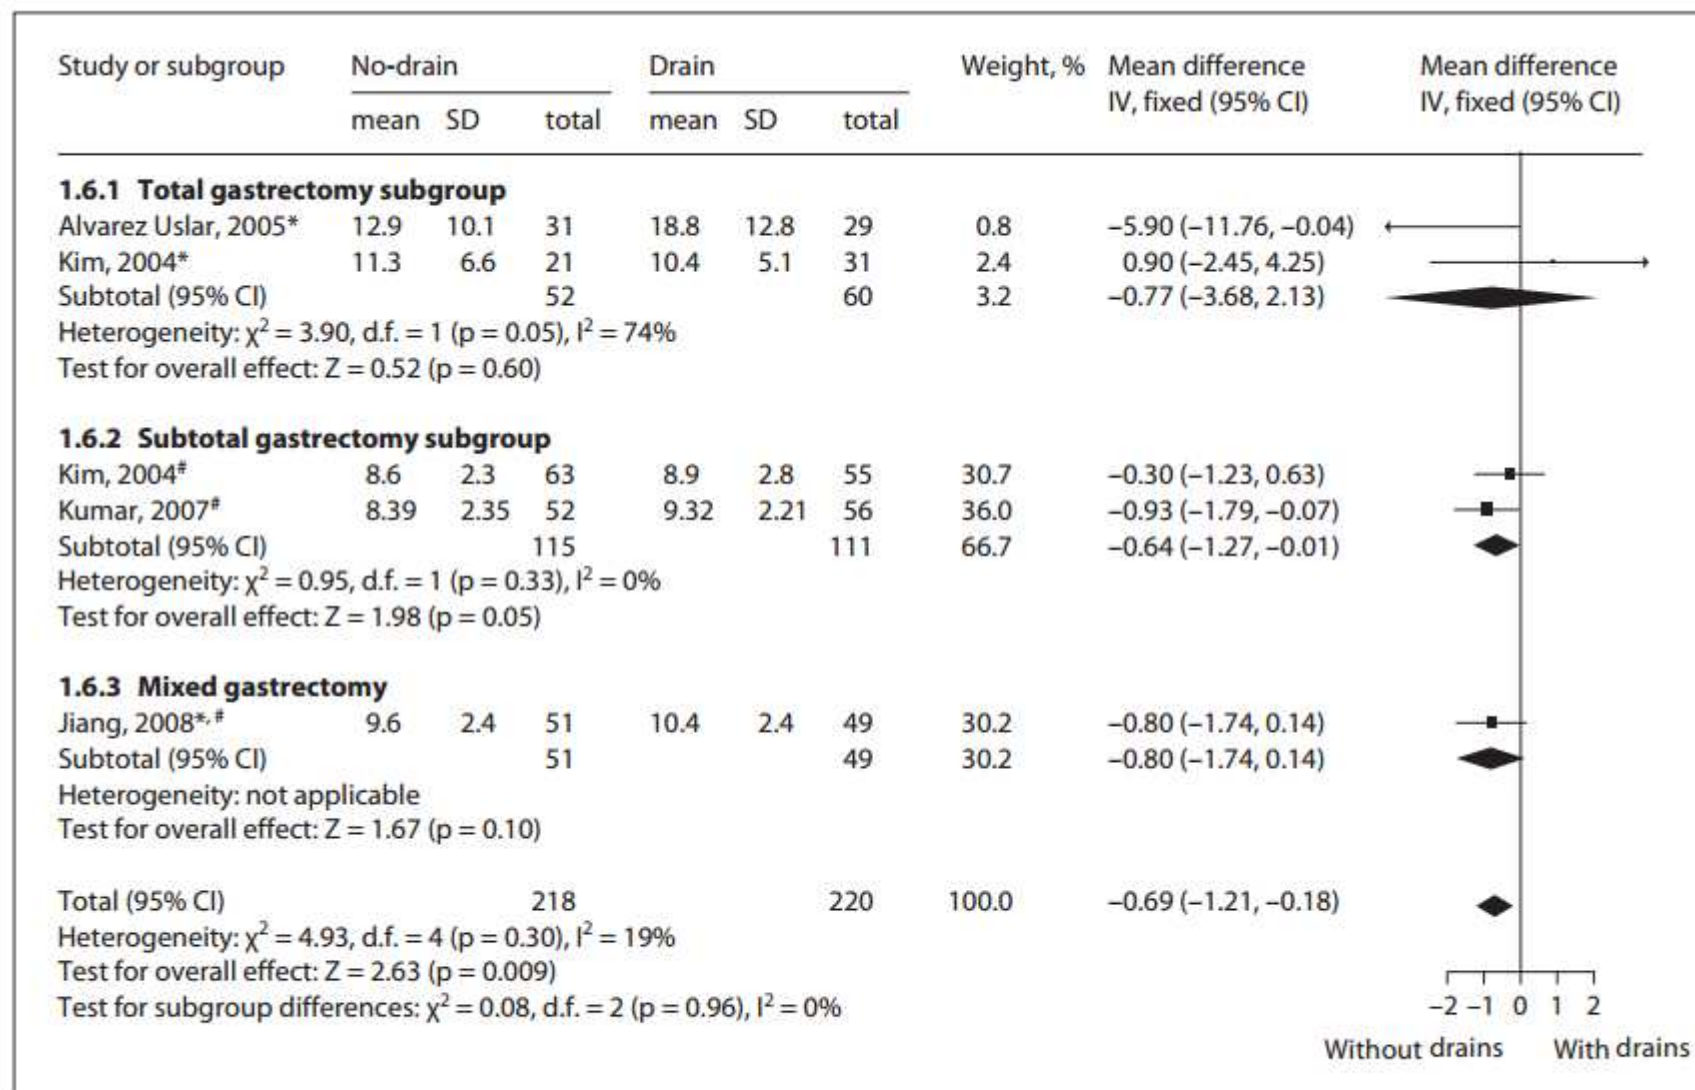 Study or subgroup No-drain Drain Weight, % Mean difference Mean difference
IV, fixed (95% CI) IV, fixed (95% CI)
mean SD total mean SD total
1.6.1 Total gastrectomy subgroup
Alvarez Uslar, 2005* 12.9 10.1 31 18.8 12.8 29 0.8 –5.90 (–11.76, –0.04)
Kim, 2004* 11.3 6.6 21 10.4 5.1 31 2.4 0.90 (–2.45, 4.25)
Subtotal (95% CI) 52 60 3.2 –0.77 (–3.68, 2.13)
Heterogeneity: χ² = 3.90, d.f. = 1 (p = 0.05), I² = 74%
Test for overall effect: Z = 0.52 (p = 0.60)
1.6.2 Subtotal gastrectomy subgroup
Kim, 2004# 8.6 2.3 63 8.9 2.8 55 30.7 –0.30 (–1.23, 0.63)
Kumar, 2007# 8.39 2.35 52 9.32 2.21 56 36.0 –0.93 (–1.79, –0.07)
Subtotal (95% CI) 115 111 66.7 –0.64 (–1.27, –0.01)
Heterogeneity: χ² = 0.95, d.f. = 1 (p = 0.33), I² = 0%
Test for overall effect: Z = 1.98 (p = 0.05)
1.6.3 Mixed gastrectomy
Jiang, 2008*, # 9.6 2.4 51 10.4 2.4 49 30.2 –0.80 (–1.74, 0.14)
Subtotal (95% CI) 51 49 30.2 –0.80 (–1.74, 0.14)
Heterogeneity: not applicable
Test for overall effect: Z = 1.67 (p = 0.10)
Total (95% CI) 218 220 100.0 –0.69 (–1.21, –0.18)
Heterogeneity: χ² = 4.93, d.f. = 4 (p = 0.30), I² = 19%
Test for overall effect: Z = 2.63 (p = 0.009)
Test for subgroup differences: χ² = 0.08, d.f. = 2 (p = 0.96), I² = 0%
–2 –1 0 1 2
Without drains With drains